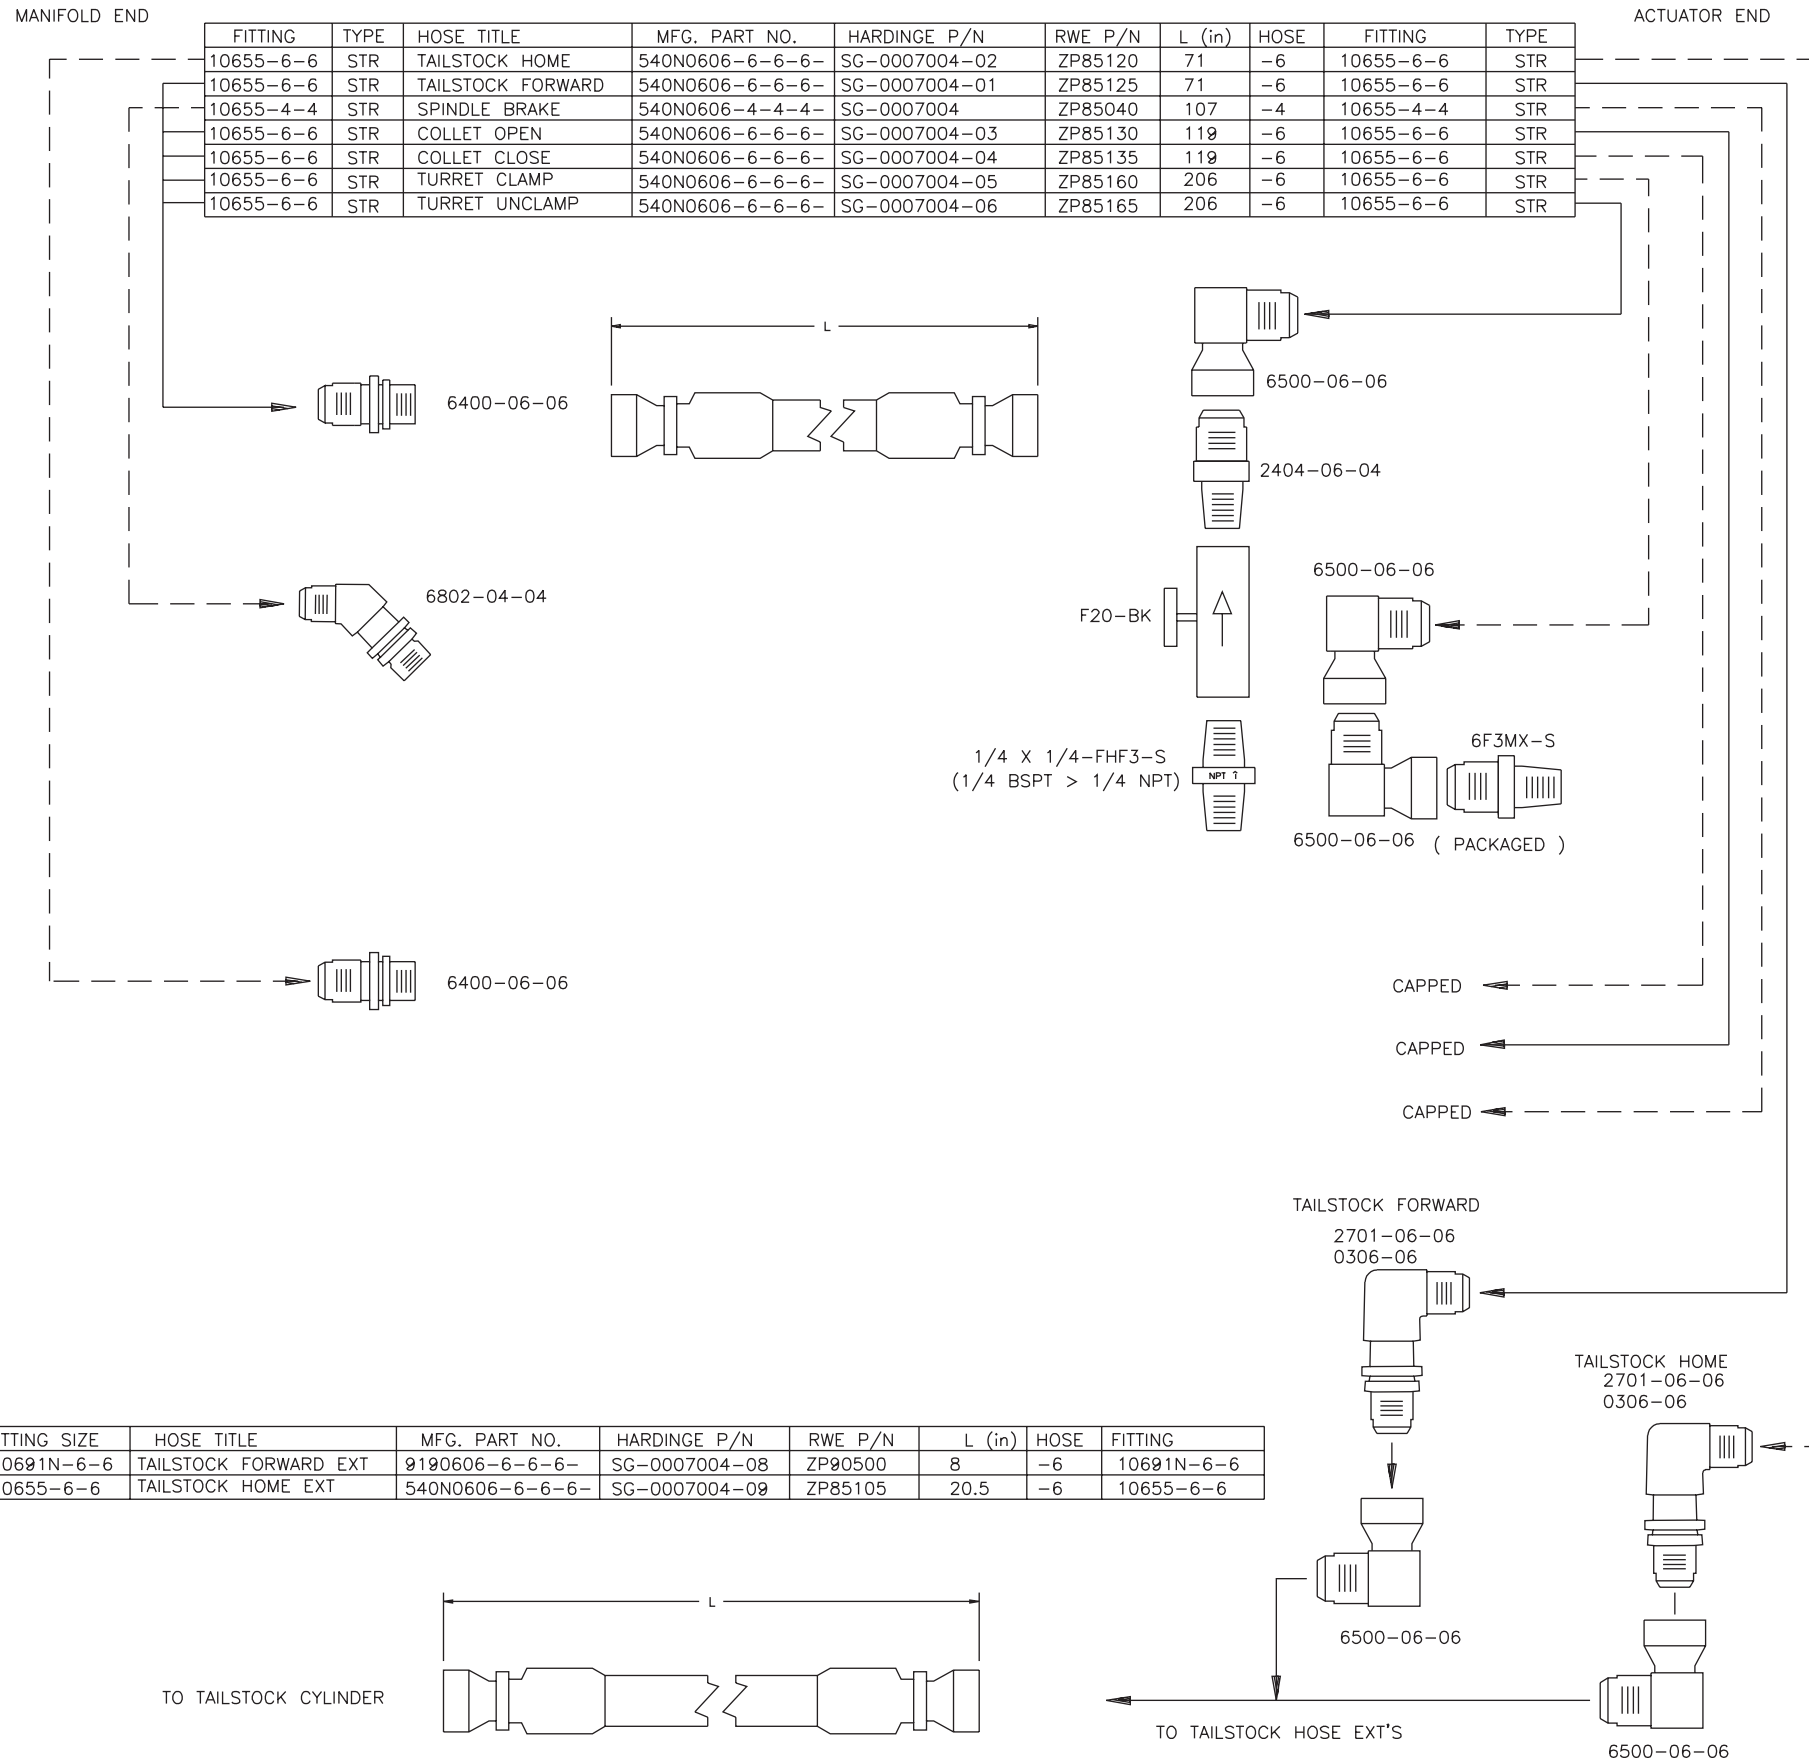 MANIFOLD END
ACTUATOR END
FITTING TYPE HOSE TITLE MFG. PART NO. HARDINGE P/N RWE P/N L (in) HOSE FITTING TYPE
10655-6-6 STR TAILSTOCK HOME 540N0606-6-6-6- SG-0007004-02 ZP85120 71 -6 10655-6-6 STR
10655-6-6 STR TAILSTOCK FORWARD 540N0606-6-6-6- SG-0007004-01 ZP85125 71 -6 10655-6-6 STR
10655-4-4 STR SPINDLE BRAKE 540N0606-4-4-4- SG-0007004 ZP85040 107 -4 10655-4-4 STR
10655-6-6 STR COLLET OPEN 540N0606-6-6-6- SG-0007004-03 ZP85130 119 -6 10655-6-6 STR
10655-6-6 STR COLLET CLOSE 540N0606-6-6-6- SG-0007004-04 ZP85135 119 -6 10655-6-6 STR
10655-6-6 STR TURRET CLAMP 540N0606-6-6-6- SG-0007004-05 ZP85160 206 -6 10655-6-6 STR
10655-6-6 STR TURRET UNCLAMP 540N0606-6-6-6- SG-0007004-06 ZP85165 206 -6 10655-6-6 STR
L
6500-06-06
6400-06-06
2404-06-04
6500-06-06
6802-04-04
F20-BK
6F3MX-S
1/4 X 1/4-FHF3-S
(1/4 BSPT > 1/4 NPT)
NPT
6500-06-06
( PACKAGED )
6400-06-06
CAPPED
CAPPED
CAPPED
TAILSTOCK FORWARD
2701-06-06
0306-06
TAILSTOCK HOME
2701-06-06
0306-06
TTING SIZE HOSE TITLE MFG. PART NO. HARDINGE P/N RWE P/N L (in) HOSE FITTING
0691N-6-6 TAILSTOCK FORWARD EXT 9190606-6-6-6- SG-0007004-08 ZP90500 8 -6 10691N-6-6
0655-6-6 TAILSTOCK HOME EXT 540N0606-6-6-6- SG-0007004-09 ZP85105 20.5 -6 10655-6-6
L
6500-06-06
TO TAILSTOCK CYLINDER
TO TAILSTOCK HOSE EXT'S
6500-06-06